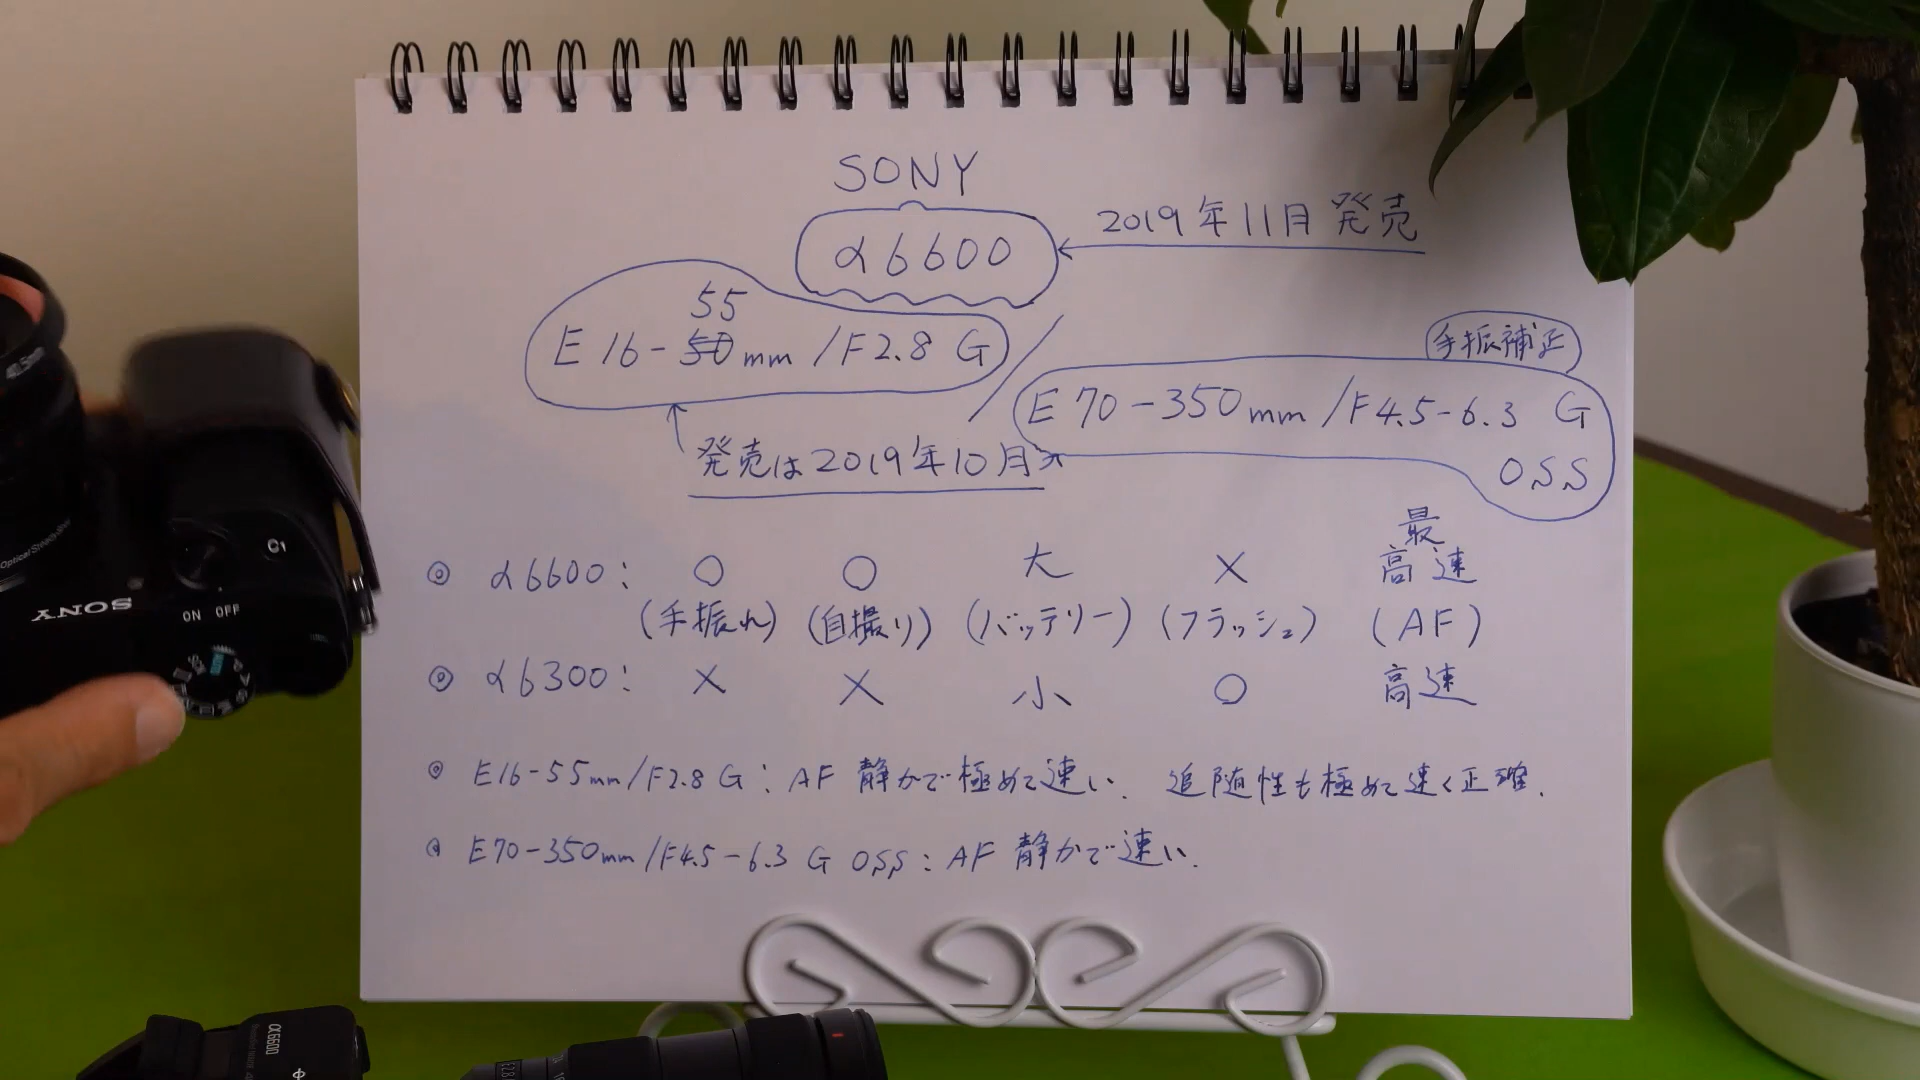 SONY
α6600
2019年11月発売
55
E 16-50mm/F2.8 G
手振補正
E 70-350mm/F4.5-6.3 G
OSS
発売は2019年10月
最
◎ α6600: ○ ○ 大 × 高速
(手振れ) (自撮り) (バッテリー) (フラッシュ) (AF)
◎ α6300: × × 小 ○ 高速
◎ E16-55mm/F2.8 G: AF 静かで極めて速い. 追随性も極めて速く正確.
◎ E70-350mm/F4.5-6.3 G OSS: AF 静かで速い.
C1
ON OFF
SONY
AUTO
α6600